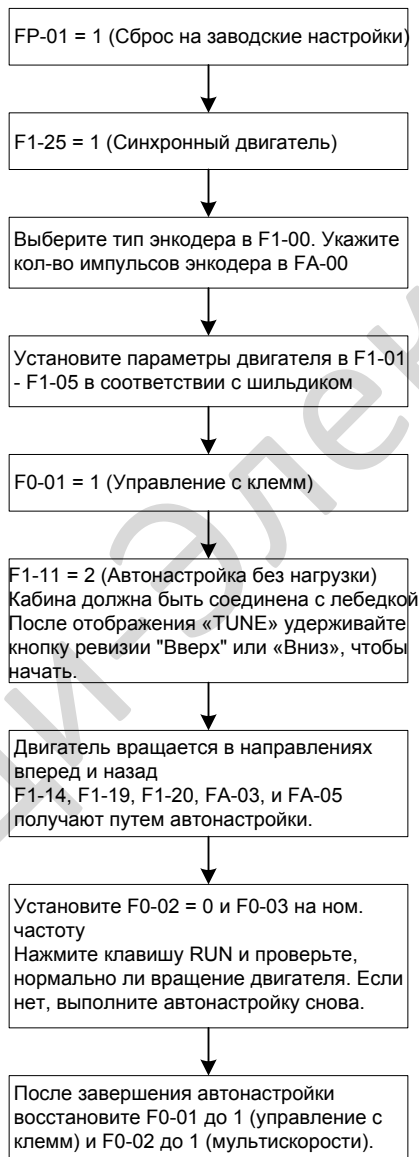 FP-01 = 1 (Сброс на заводские настройки)
F1-25 = 1 (Синхронный двигатель)
Выберите тип энкодера в F1-00. Укажите
кол-во импульсов энкодера в FA-00
Установите параметры двигателя в F1-01
- F1-05 в соответствии с шильдиком
F0-01 = 1 (Управление с клемм)
F1-11 = 2 (Автонастройка без нагрузки)
Кабина должна быть соединена с лебедкой
После отображения «TUNE» удерживайте
кнопку ревизии "Вверх" или «Вниз», чтобы
начать.
Двигатель вращается в направлениях
вперед и назад
F1-14, F1-19, F1-20, FA-03, и FA-05
получают путем автонастройки.
Установите F0-02 = 0 и F0-03 на ном.
частоту
Нажмите клавишу RUN и проверьте,
нормально ли вращение двигателя. Если
нет, выполните автонастройку снова.
После завершения автонастройки
восстановите F0-01 до 1 (управление с
клемм) и F0-02 до 1 (мультискорости).